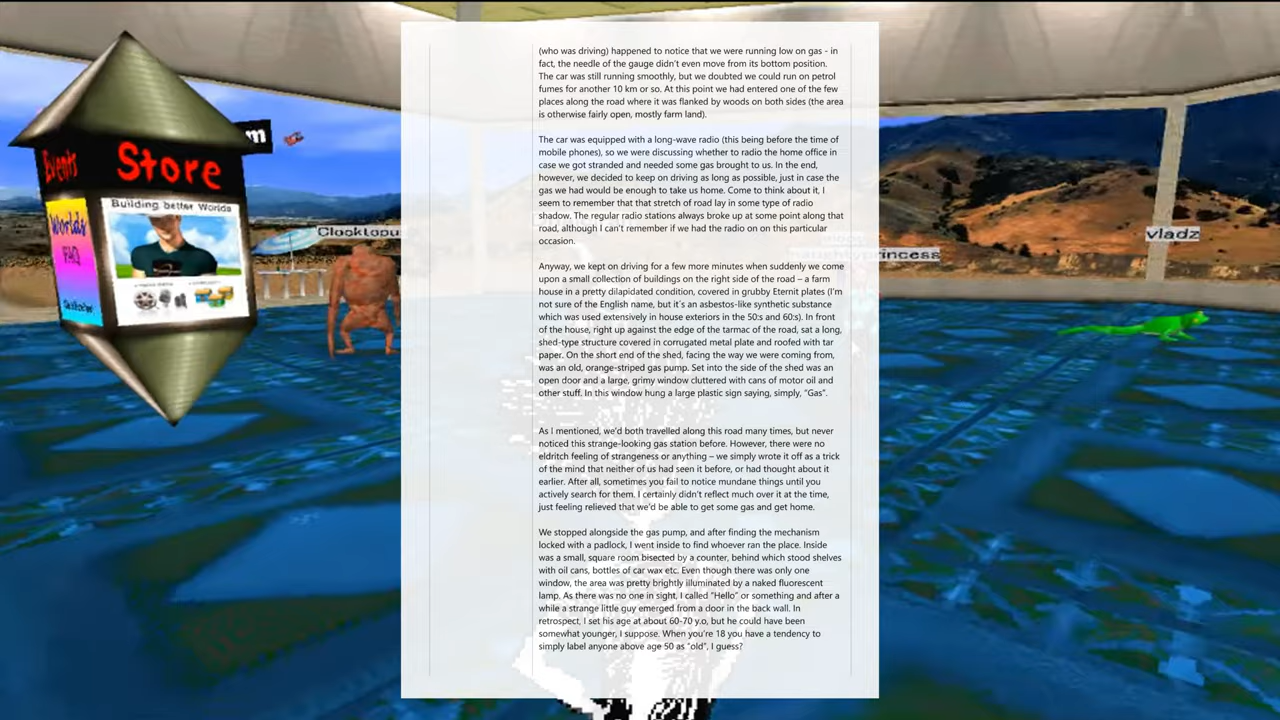 m
Events
Store
Building better Worlds
Worlds
FAQ
Clocktopus
naughtyprincess
vladz
(who was driving) happened to notice that we were running low on gas - in
fact, the needle of the gauge didn't even move from its bottom position.
The car was still running smoothly, but we doubted we could run on petrol
fumes for another 10 km or so. At this point we had entered one of the few
places along the road where it was flanked by woods on both sides (the area
is otherwise fairly open, mostly farm land).
The car was equipped with a long-wave radio (this being before the time of
mobile phones), so we were discussing whether to radio the home office in
case we got stranded and needed some gas brought to us. In the end,
however, we decided to keep on driving as long as possible, just in case the
gas we had would be enough to take us home. Come to think about it, I
seem to remember that that stretch of road lay in some type of radio
shadow. The regular radio stations always broke up at some point along that
road, although I can't remember if we had the radio on on this particular
occasion.
Anyway, we kept on driving for a few more minutes when suddenly we come
upon a small collection of buildings on the right side of the road – a farm
house in a pretty dilapidated condition, covered in grubby Eternit plates (I'm
not sure of the English name, but it´s an asbestos-like synthetic substance
which was used extensively in house exteriors in the 50:s and 60:s). In front
of the house, right up against the edge of the tarmac of the road, sat a long,
shed-type structure covered in corrugated metal plate and roofed with tar
paper. On the short end of the shed, facing the way we were coming from,
was an old, orange-striped gas pump. Set into the side of the shed was an
open door and a large, grimy window cluttered with cans of motor oil and
other stuff. In this window hung a large plastic sign saying, simply, "Gas".
As I mentioned, we'd both travelled along this road many times, but never
noticed this strange-looking gas station before. However, there were no
eldritch feeling of strangeness or anything – we simply wrote it off as a trick
of the mind that neither of us had seen it before, or had thought about it
earlier. After all, sometimes you fail to notice mundane things until you
actively search for them. I certainly didn't reflect much over it at the time,
just feeling relieved that we'd be able to get some gas and get home.
We stopped alongside the gas pump, and after finding the mechanism
locked with a padlock, I went inside to find whoever ran the place. Inside
was a small, square room bisected by a counter, behind which stood shelves
with oil cans, bottles of car wax etc. Even though there was only one
window, the area was pretty brightly illuminated by a naked fluorescent
lamp. As there was no one in sight, I called "Hello" or something and after a
while a strange little guy emerged from a door in the back wall. In
retrospect, I set his age at about 60-70 y.o, but he could have been
somewhat younger, I suppose. When you're 18 you have a tendency to
simply label anyone above age 50 as "old", I guess?